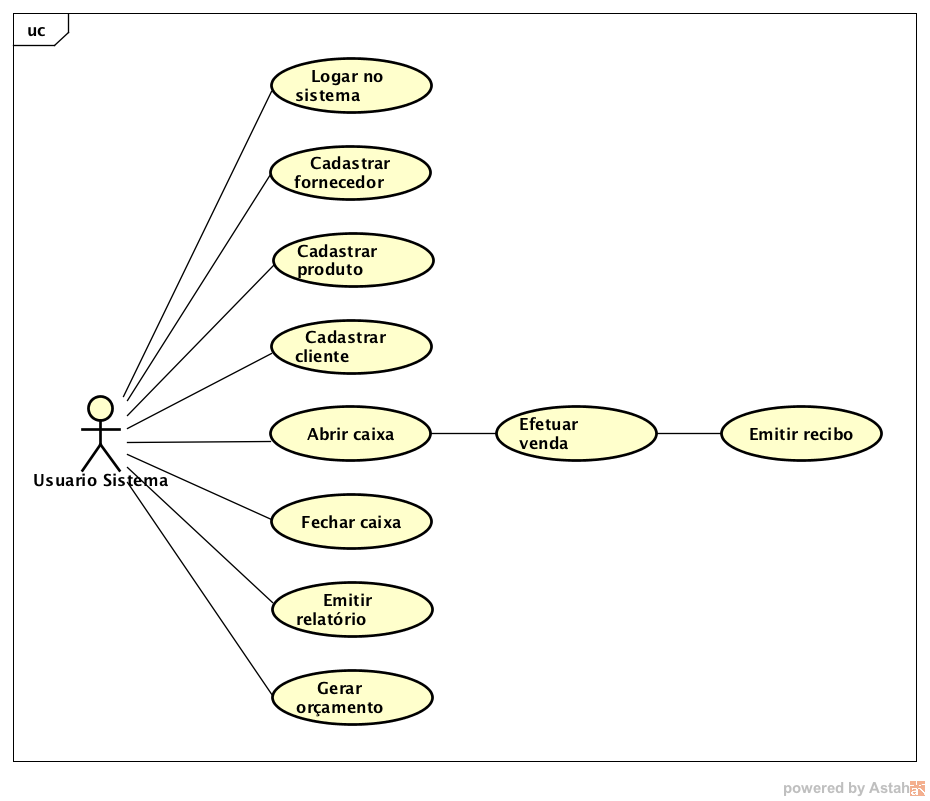 uc
Logar no
sistema
Cadastrar
fornecedor
Cadastrar
produto
Cadastrar
cliente
Abrir caixa
Efetuar
venda
Emitir recibo
Usuario Sistema
Fechar caixa
Emitir
relatório
Gerar
orçamento
powered by Astah